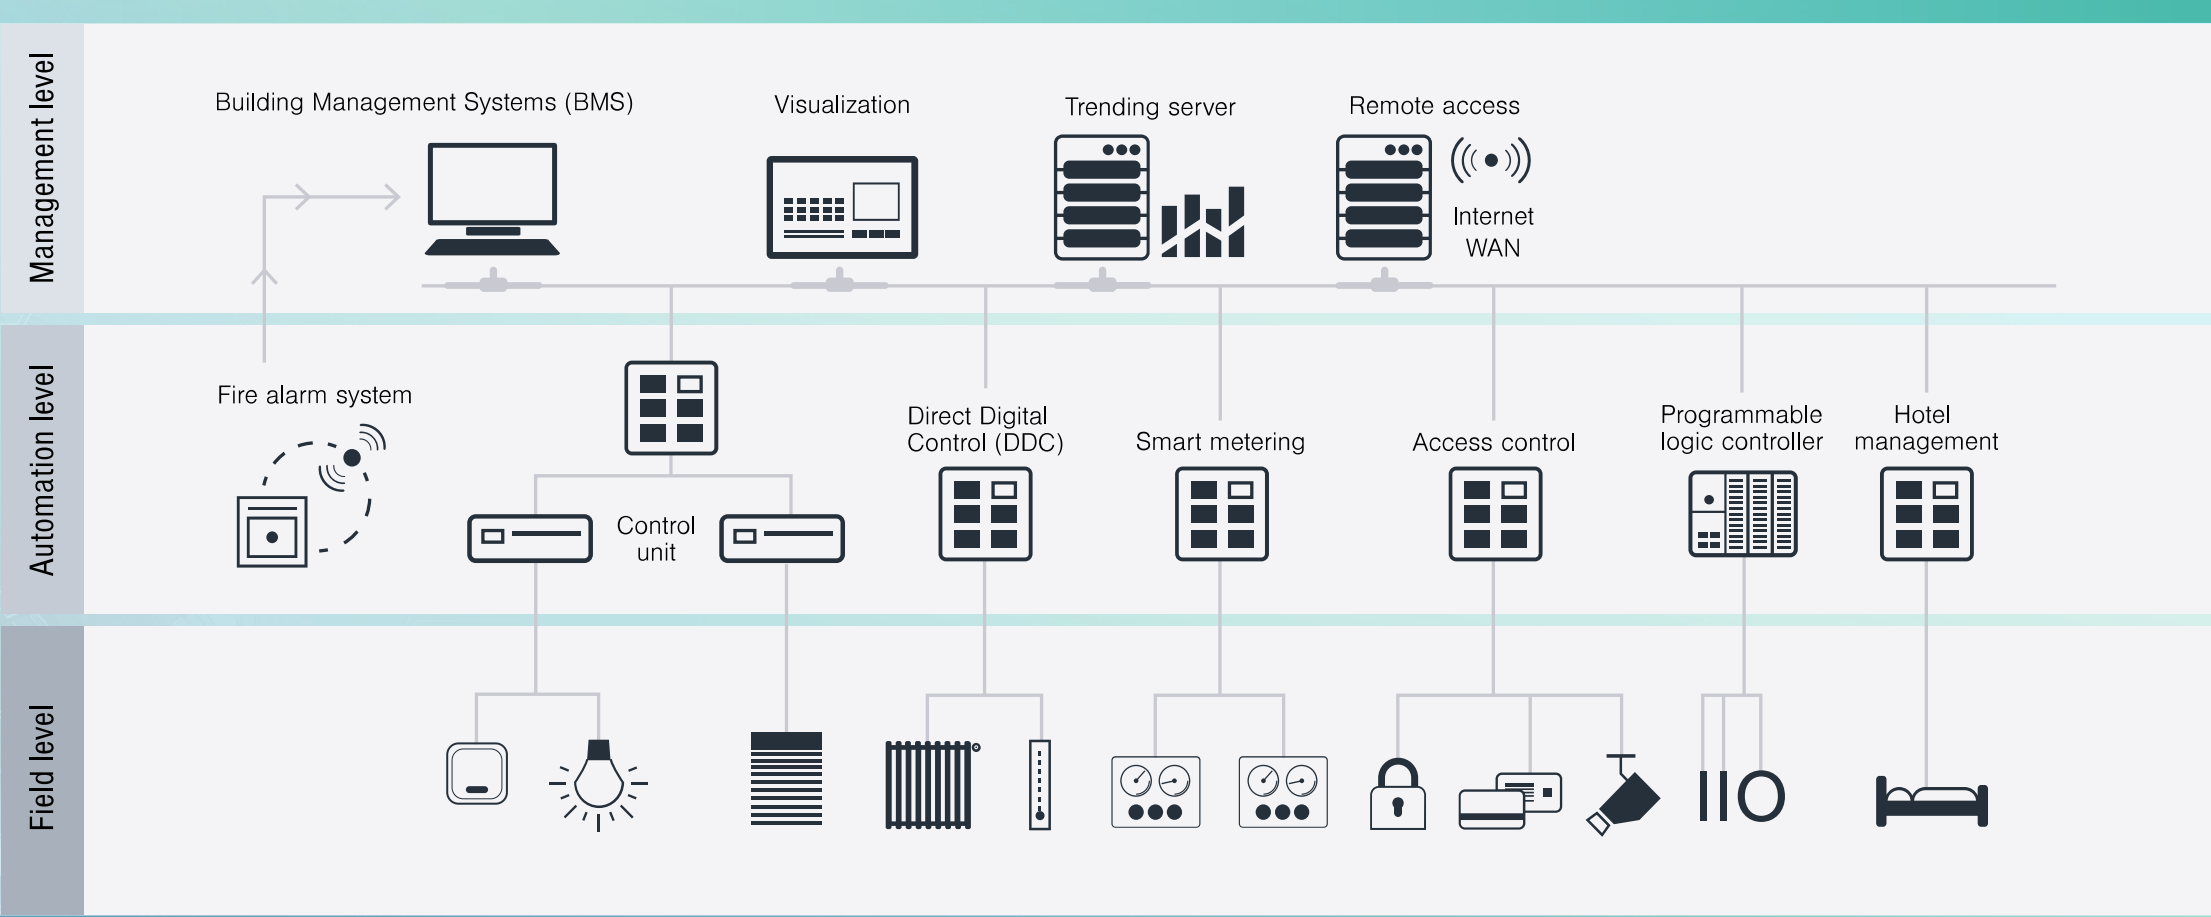 Management level
Building Management Systems (BMS)
Visualization
Trending server
Remote access
Internet
WAN
Automation level
Fire alarm system
Control
unit
Direct Digital
Control (DDC)
Smart metering
Access control
Programmable
logic controller
Hotel
management
Field level
IIO